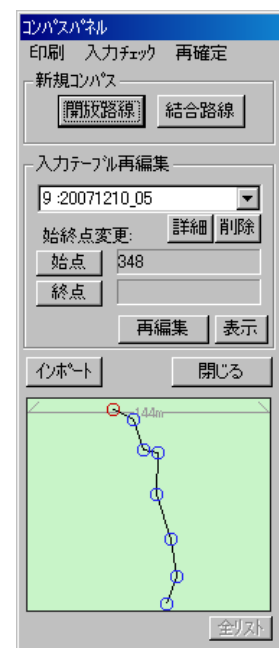 コンパスパネル
印刷 入力チェック 再確定
新規コンパス
開放路線 結合路線
入力テーブル再編集
9 :20071210_05
始終点変更: 詳細 削除
始点 348
終点
再編集 表示
インポート 閉じる
144m
全リスト